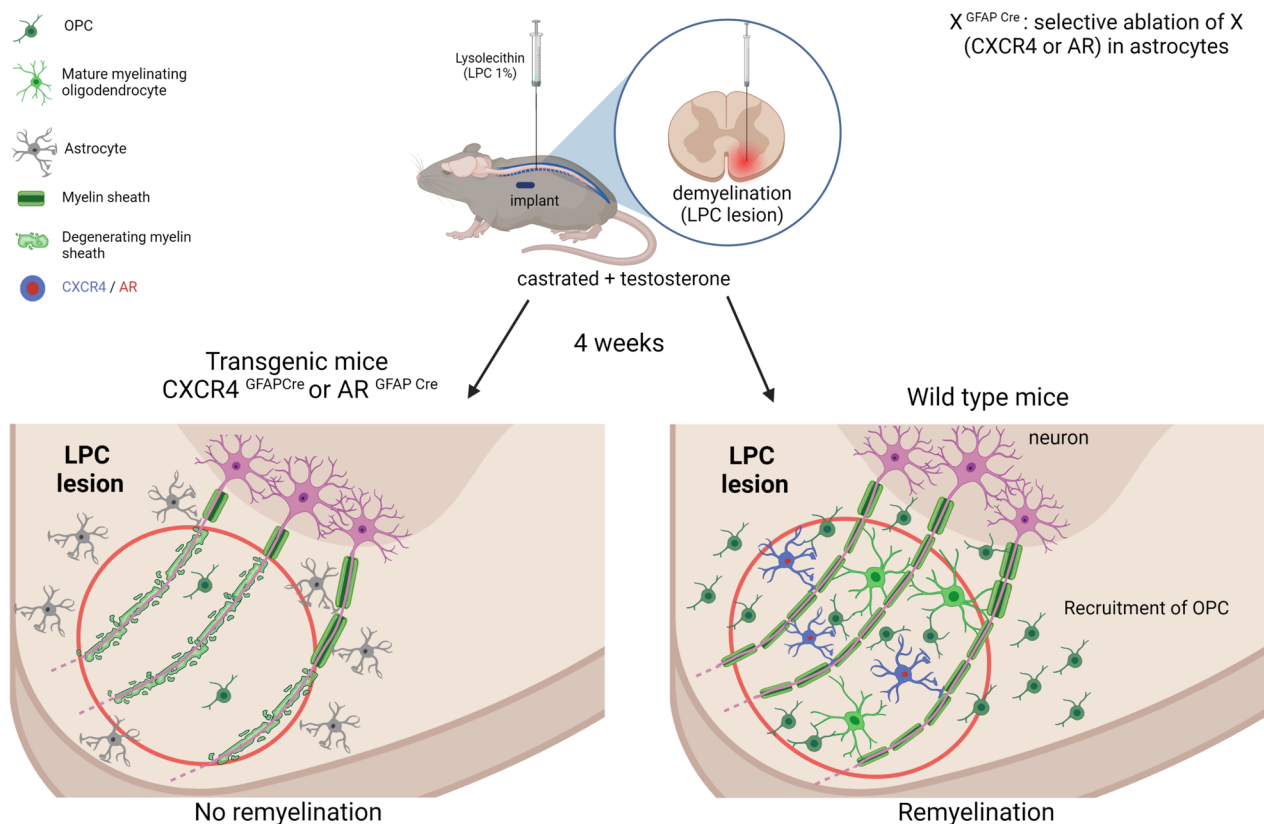 OPC
Mature myelinating
oligodendrocyte
Astrocyte
Myelin sheath
Degenerating myelin
sheath
CXCR4 / AR
Lysolecithin
(LPC 1%)
implant
demyelination
(LPC lesion)
X GFAP Cre : selective ablation of X
(CXCR4 or AR) in astrocytes
castrated + testosterone
4 weeks
Transgenic mice
CXCR4 GFAPCre or AR GFAP Cre
Wild type mice
LPC
lesion
No remyelination
neuron
LPC
lesion
Recruitment of OPC
Remyelination